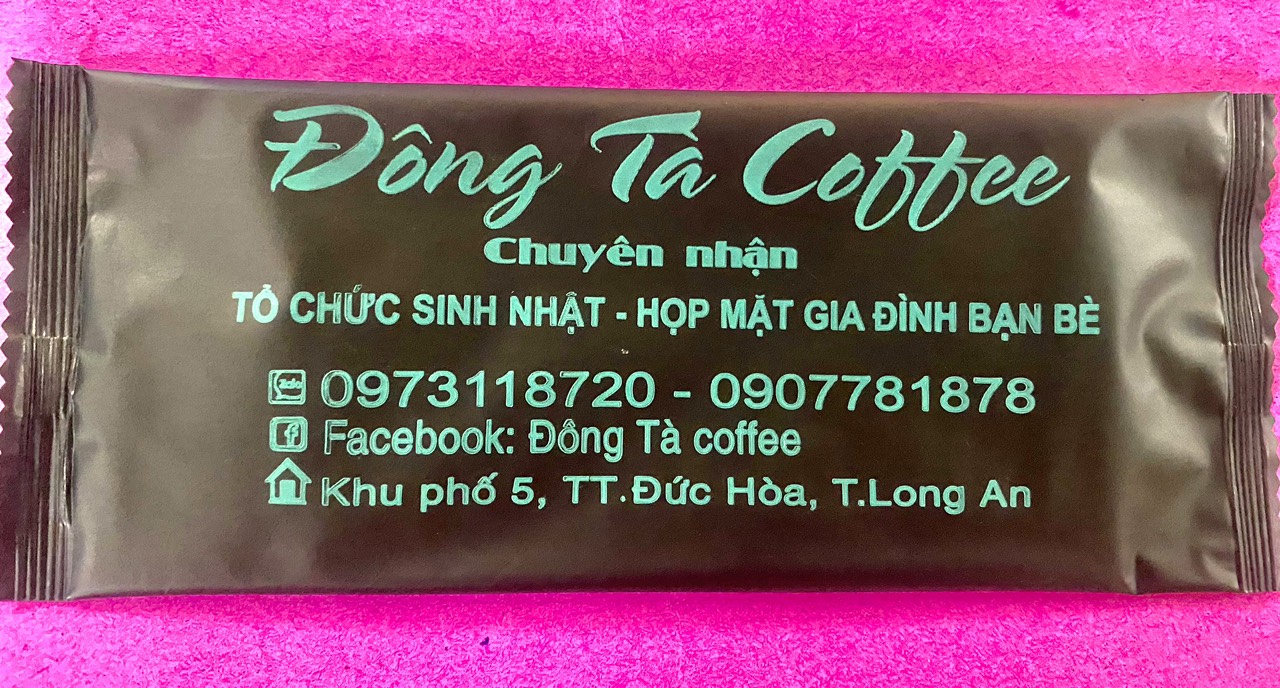 Đông Tà Coffee
Chuyên nhận
TỔ CHỨC SINH NHẬT - HỌP MẶT GIA ĐÌNH BẠN BÈ
Zalo 0973118720 - 0907781878
f Facebook: Đông Tà coffee
Khu phố 5, TT.Đức Hòa, T.Long An